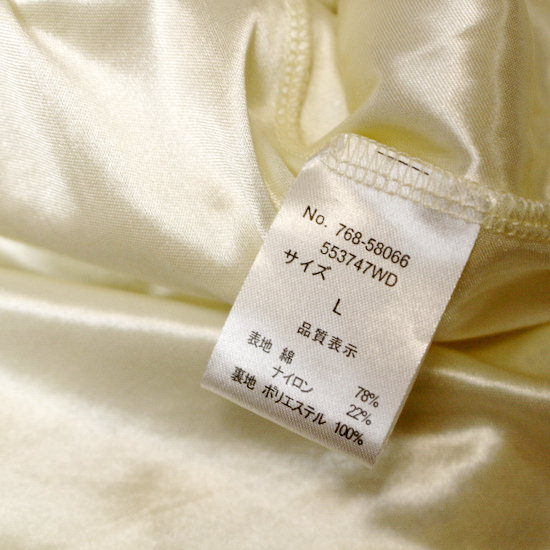 No. 768-58066
553747WD
サイズ
L
品質表示
表地 綿 78%
ナイロン 22%
裏地 ポリエステル 100%